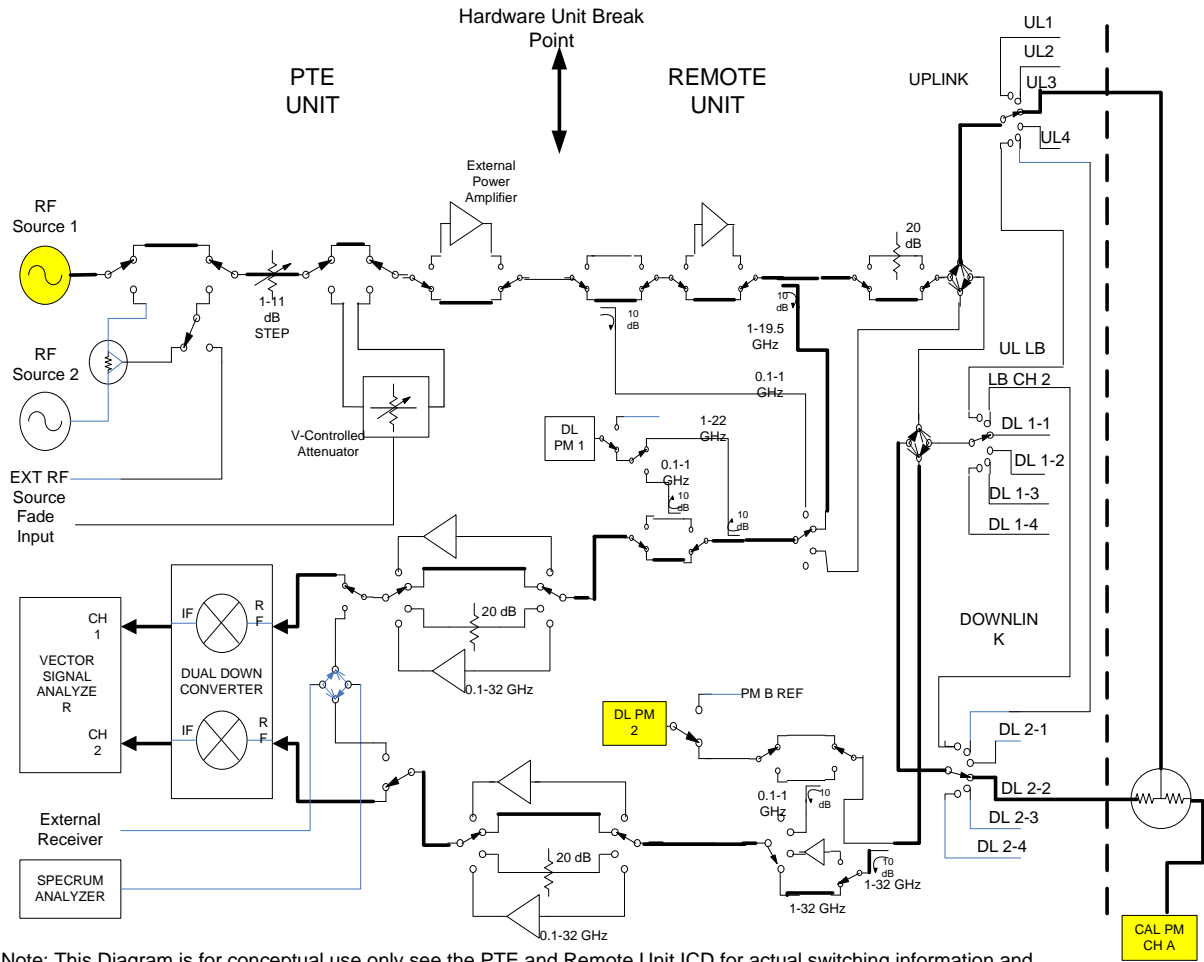 Hardware Unit Break
Point
PTE
UNIT
REMOTE
UNIT
UPLINK
UL1
UL2
UL3
UL4
External
Power
Amplifier
RF
Source 1
20
dB
1-11
dB
STEP
10
dB
10
dB
1-19.5
GHz
RF
Source 2
UL LB
LB CH 2
0.1-1
GHz
V-Controlled
Attenuator
DL
PM 1
1-22
GHz
DL 1-1
DL 1-2
DL 1-3
DL 1-4
0.1-1
GHz
10
dB
10
dB
EXT RF
Source
Fade
Input
CH
1
VECTOR
SIGNAL
ANALYZE
R
CH
2
IF
R
F
DUAL DOWN
CONVERTER
IF
R
F
20 dB
0.1-32 GHz
DOWNLIN
K
PM B REF
DL PM
2
DL 2-1
DL 2-2
DL 2-3
DL 2-4
0.1-1
GHz
10
dB
10
dB
1-32 GHz
1-32 GHz
20 dB
0.1-32 GHz
External
Receiver
SPECRUM
ANALYZER
CAL PM
CH A
Note: This Diagram is for conceptual use only see the PTE and Remote Unit ICD for actual switching information and